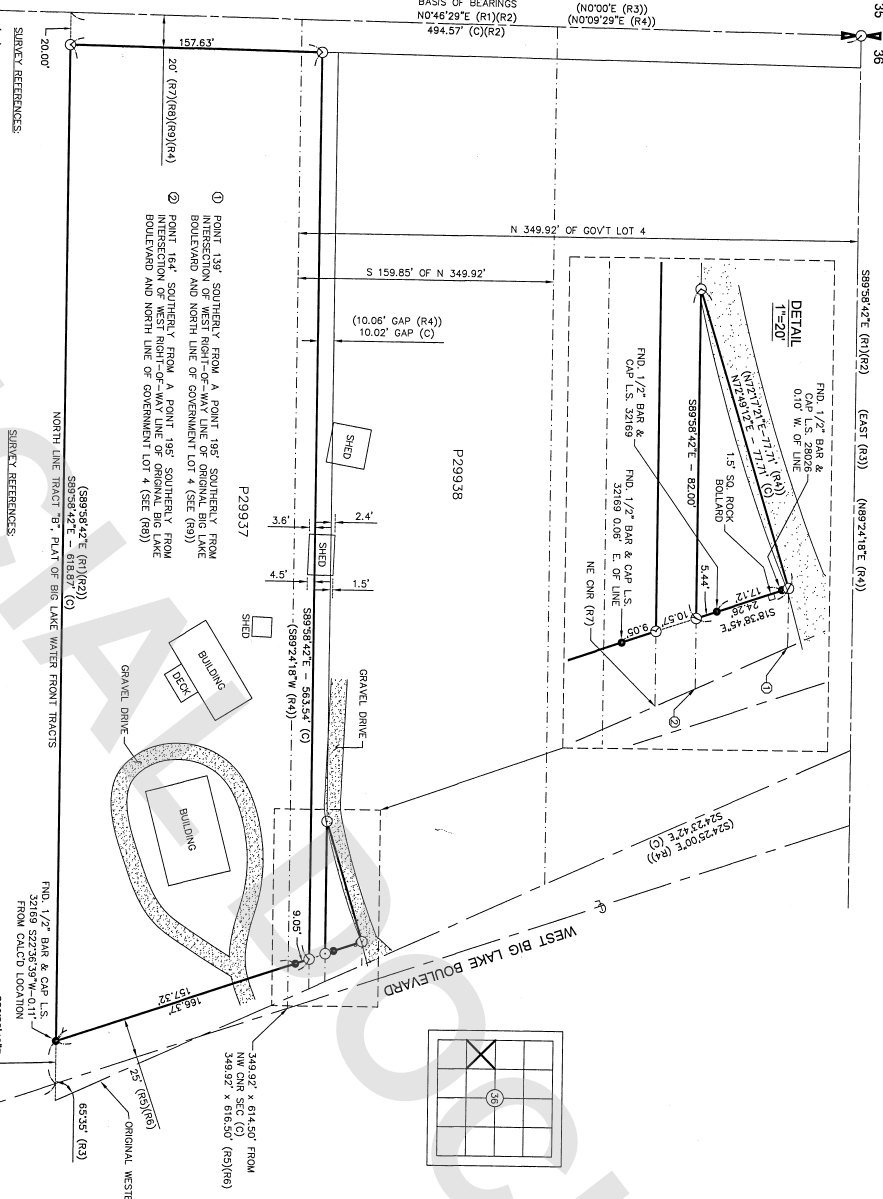 BASIS OF BEARINGS
N0°46'29"E (R1)(R2)
494.57' (C)(R2)
(N0°00'E (R3))
(N0°09'29"E (R4))
35
36
157.63'
20.00'
20' (R7)(R8)(R9)(R4)
SURVEY REFERENCES:
S89°58'42"E (R1)(R2)
(EAST (R3))
(N89°24'18"E (R4))
N 349.92' OF GOV'T LOT 4
S 159.85' OF N 349.92'
(10.06' GAP (R4))
10.02' GAP (C)
① POINT 139' SOUTHERLY FROM A POINT 195' SOUTHERLY FROM
INTERSECTION OF WEST RIGHT-OF-WAY LINE OF ORIGINAL BIG LAKE
BOULEVARD AND NORTH LINE OF GOVERNMENT LOT 4 (SEE (R9))
② POINT 164' SOUTHERLY FROM A POINT 195' SOUTHERLY FROM
INTERSECTION OF WEST RIGHT-OF-WAY LINE OF ORIGINAL BIG LAKE
BOULEVARD AND NORTH LINE OF GOVERNMENT LOT 4 (SEE (R8))
DETAIL
1"=20'
FND. 1/2" BAR &
CAP L.S. 28026
0.10' W. OF LINE
1.5' SQ. ROCK
BOLLARD
(N72°17'21"E-77.71' (R4))
N72°49'12"E - 77.71' (C)
S89°58'42"E - 82.00'
FND. 1/2" BAR &
CAP L.S. 32169
FND. 1/2" BAR & CAP L.S.
32169 0.06' E. OF LINE
NE CNR (R7)
5.44'
17.12'
24.26'
S18°38'45"E
10.57'
9.05'
①
②
P29938
P29937
SHED
SHED
SHED
3.6'
2.4'
4.5'
1.5'
S89°58'42"E - 563.54' (C)
(S89°24'18"W (R4))
BUILDING
DECK
GRAVEL DRIVE
GRAVEL DRIVE
BUILDING
(S89°58'42"E (R1)(R2))
S89°58'42"E - 618.87' (C)
NORTH LINE TRACT "B", PLAT OF BIG LAKE WATER FRONT TRACTS
SURVEY REFERENCES:
(S24°25'00"E (R4))
S24°23'42"E (C)
WEST BIG LAKE BOULEVARD
9.05'
157.32'
166.37'
FND. 1/2" BAR & CAP L.S.
32169 S22°36'39"W-0.11'
FROM CALC'D LOCATION
25' (R5)(R6)
349.92' x 614.50' FROM
NW CNR SEC (C)
349.92' x 616.50' (R5)(R6)
65°35' (R3)
ORIGINAL WESTE
36
CIAL DOCU